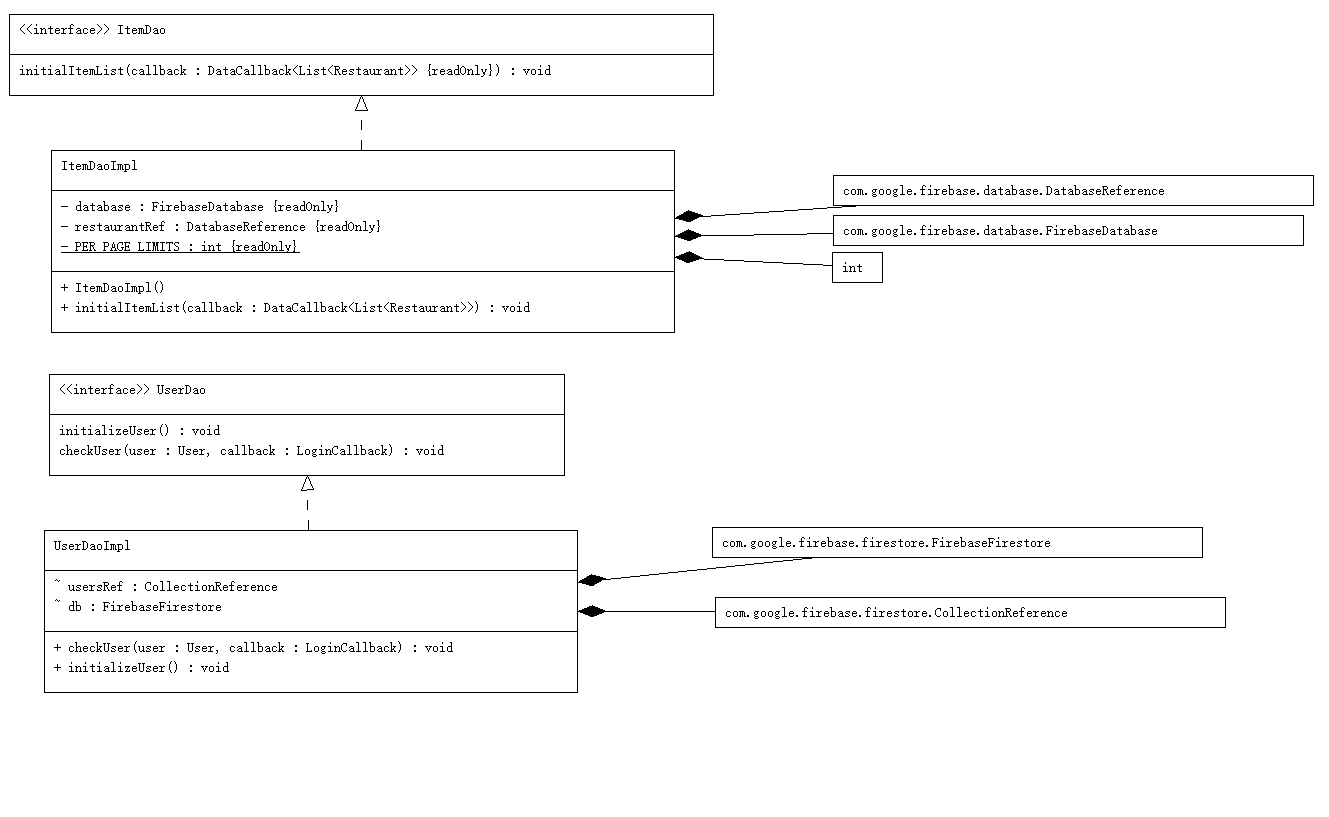 <<interface>> ItemDao
initialItemList(callback : DataCallback<List<Restaurant>> {readOnly}) : void
ItemDaoImpl
- database : FirebaseDatabase {readOnly}
- restaurantRef : DatabaseReference {readOnly}
- PER_PAGE_LIMITS : int {readOnly}
+ ItemDaoImpl()
+ initialItemList(callback : DataCallback<List<Restaurant>>) : void
com.google.firebase.database.DatabaseReference
com.google.firebase.database.FirebaseDatabase
int
<<interface>> UserDao
initializeUser() : void
checkUser(user : User, callback : LoginCallback) : void
UserDaoImpl
~ usersRef : CollectionReference
~ db : FirebaseFirestore
+ checkUser(user : User, callback : LoginCallback) : void
+ initializeUser() : void
com.google.firebase.firestore.FirebaseFirestore
com.google.firebase.firestore.CollectionReference